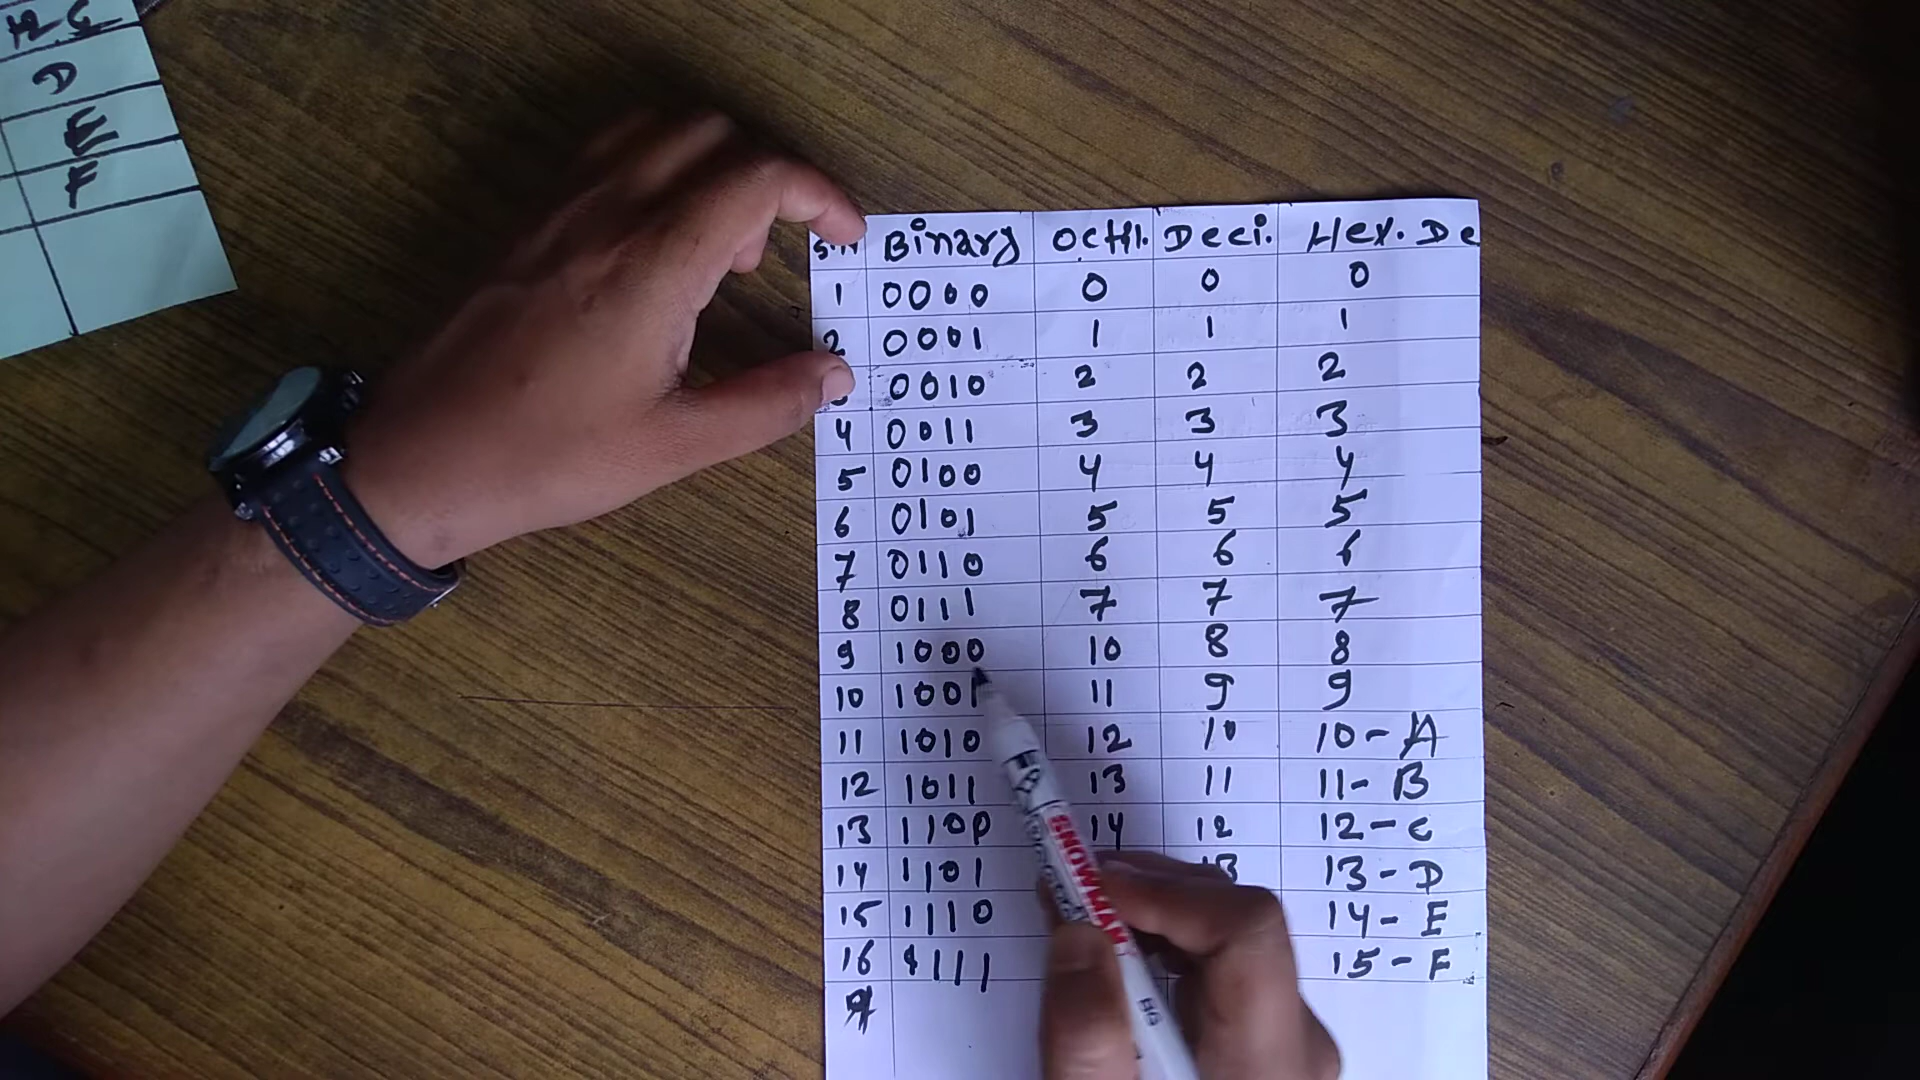 S.N Binary Octl. Deci. Hex. De
1 0000 0 0 0
2 0001 1 1 1
0010 2 2 2
4 0011 3 3 3
5 0100 4 4 4
6 0101 5 5 5
7 0110 6 6 6
8 0111 7 7 7
9 1000 10 8 8
10 1001 11 9 9
11 1010 12 10 10 - A
12 1011 13 11 11 - B
13 1100 14 12 12 - C
14 1101 13 13 - D
15 1110 14 - E
16 1111 15 - F
SNOWMAN